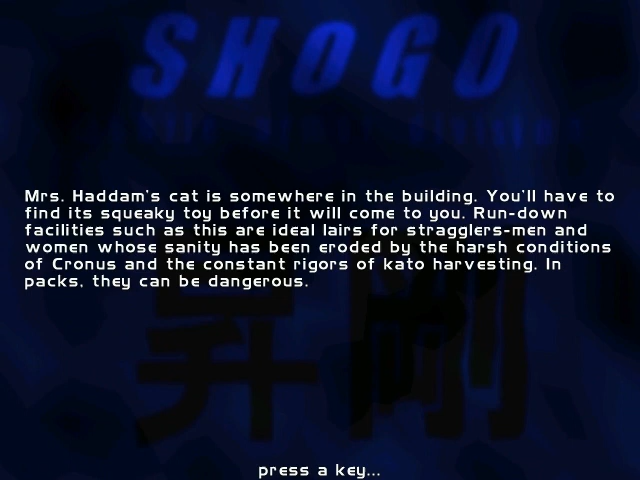 SHOGO
Mrs. Haddam's cat is somewhere in the building. You'll have to
find its squeaky toy before it will come to you. Run-down
facilities such as this are ideal lairs for stragglers-men and
women whose sanity has been eroded by the harsh conditions
of Cronus and the constant rigors of kato harvesting. In
packs, they can be dangerous.
昇剛
press a key...